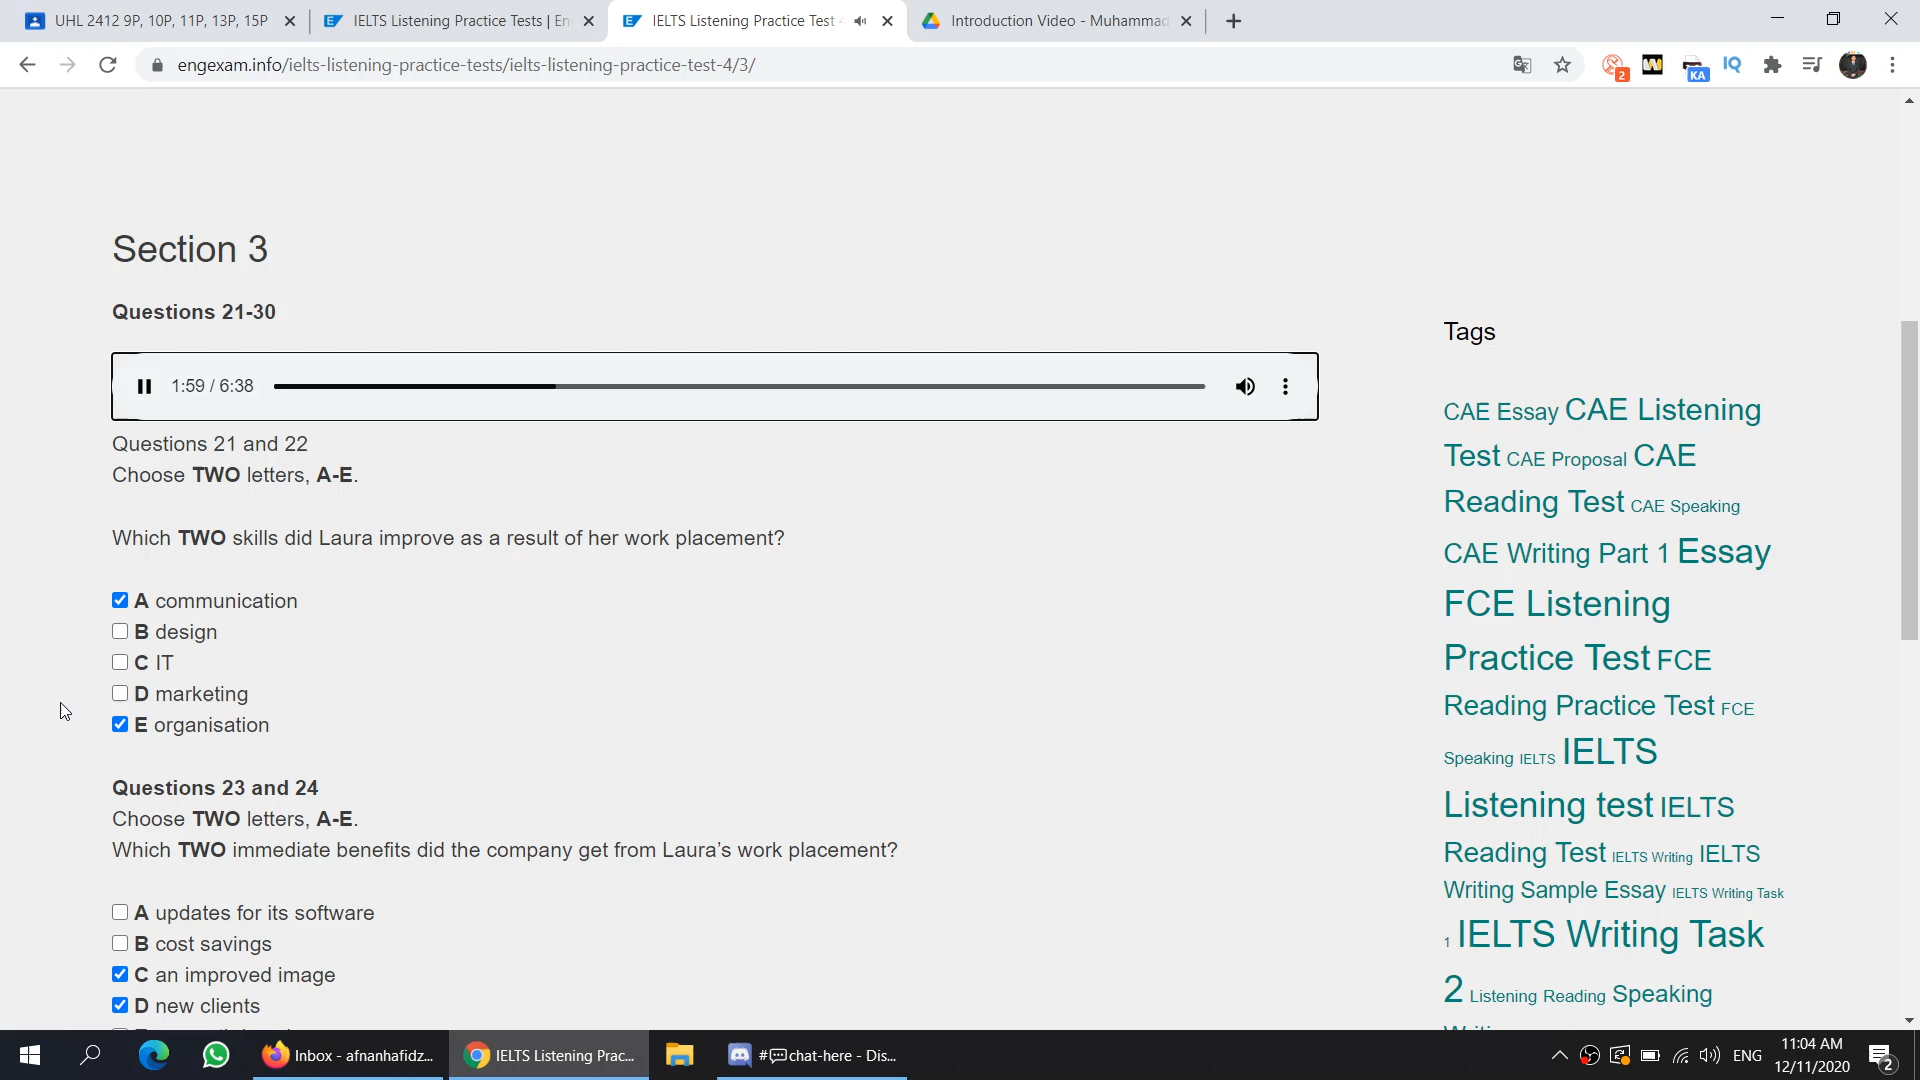 UHL 2412 9P, 10P, 11P, 13P, 15P
IELTS Listening Practice Tests | En
IELTS Listening Practice Test 4
Introduction Video - Muhammad
engexam.info/ielts-listening-practice-tests/ielts-listening-practice-test-4/3/
2
KA
IQ
Section 3
Questions 21-30
1:59 / 6:38
Questions 21 and 22
Choose TWO letters, A-E.
Which TWO skills did Laura improve as a result of her work placement?
A communication
B design
C IT
D marketing
E organisation
Questions 23 and 24
Choose TWO letters, A-E.
Which TWO immediate benefits did the company get from Laura’s work placement?
A updates for its software
B cost savings
C an improved image
D new clients
Tags
CAE Essay CAE Listening
Test CAE Proposal CAE
Reading Test CAE Speaking
CAE Writing Part 1 Essay
FCE Listening
Practice Test FCE
Reading Practice Test FCE
Speaking IELTS IELTS
Listening test IELTS
Reading Test IELTS Writing IELTS
Writing Sample Essay IELTS Writing Task
1 IELTS Writing Task
2 Listening Reading Speaking
Inbox - afnanhafidz...
IELTS Listening Prac...
#💬chat-here - Dis...
ENG
11:04 AM
12/11/2020
2